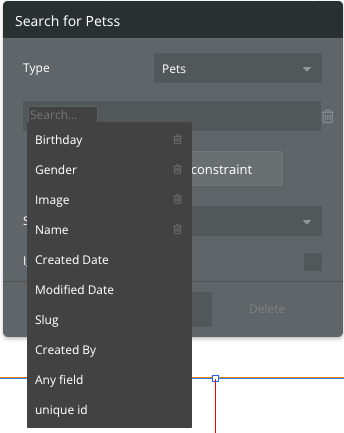 Search for Petss
Type
Pets
Search...
Birthday
Gender
Image
Name
Created Date
Modified Date
Slug
Created By
Any field
unique id
constraint
S
Delete